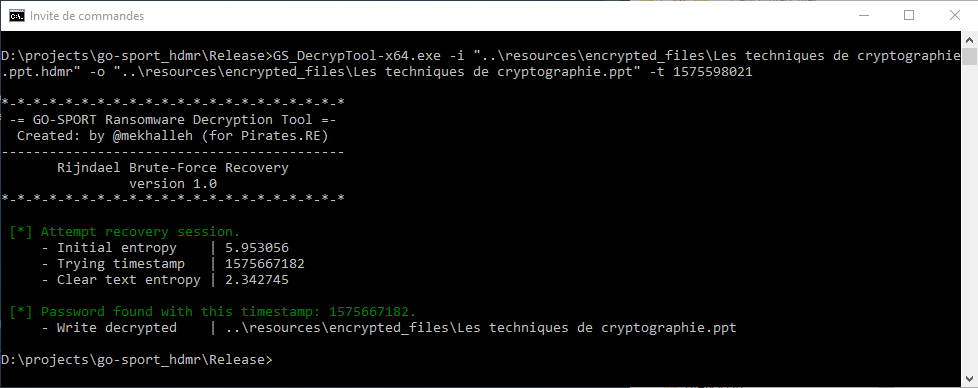 Invite de commandes
D:\projects\go-sport_hdmr\Release>GS_DecrypTool-x64.exe -i "..\resources\encrypted_files\Les techniques de cryptographie
.ppt.hdmr" -o "..\resources\encrypted_files\Les techniques de cryptographie.ppt" -t 1575598021
*-*-*-*-*-*-*-*-*-*-*-*-*-*-*-*-*-*-*-*-*-*
-= GO-SPORT Ransomware Decryption Tool =-
Created: by @mekhalleh (for Pirates.RE)
-------------------------------------------
Rijndael Brute-Force Recovery
version 1.0
*-*-*-*-*-*-*-*-*-*-*-*-*-*-*-*-*-*-*-*-*-*
[*] Attempt recovery session.
- Initial entropy    | 5.953056
- Trying timestamp   | 1575667182
- Clear text entropy | 2.342745
[*] Password found with this timestamp: 1575667182.
- Write decrypted    | ..\resources\encrypted_files\Les techniques de cryptographie.ppt
D:\projects\go-sport_hdmr\Release>